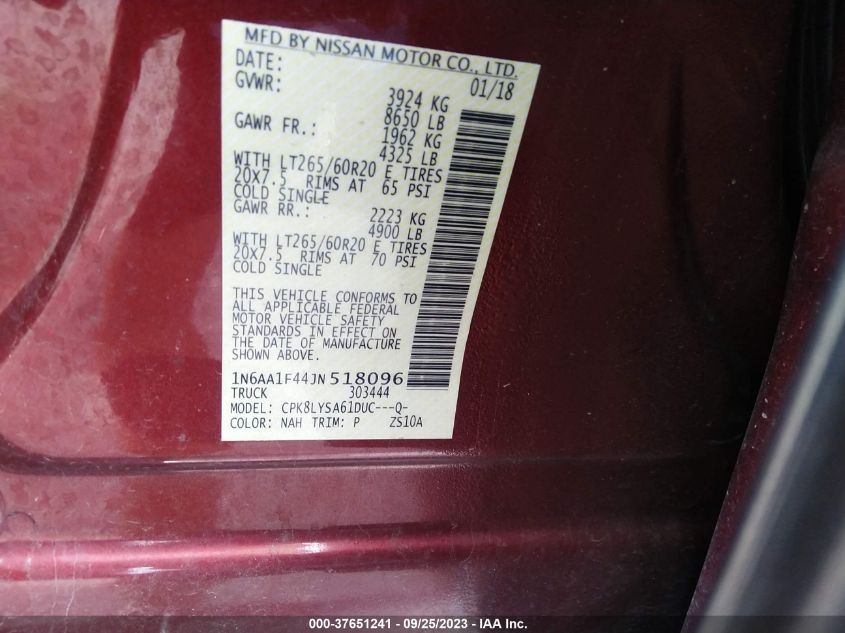 MFD BY NISSAN MOTOR CO., LTD.
DATE: 01/18
GVWR: 3924 KG
8650 LB
GAWR FR.: 1962 KG
4325 LB
WITH LT265/60R20 E TIRES
20X7.5 RIMS AT 65 PSI
COLD SINGLE
GAWR RR.: 2223 KG
4900 LB
WITH LT265/60R20 E TIRES
20X7.5 RIMS AT 70 PSI
COLD SINGLE
THIS VEHICLE CONFORMS TO
ALL APPLICABLE FEDERAL
MOTOR VEHICLE SAFETY
STANDARDS IN EFFECT ON
THE DATE OF MANUFACTURE
SHOWN ABOVE.
1N6AA1F44JN518096
TRUCK 303444
MODEL: CPK8LYSA61DUC---Q-
COLOR: NAH TRIM: P ZS10A
000-37651241 - 09/25/2023 - IAA Inc.